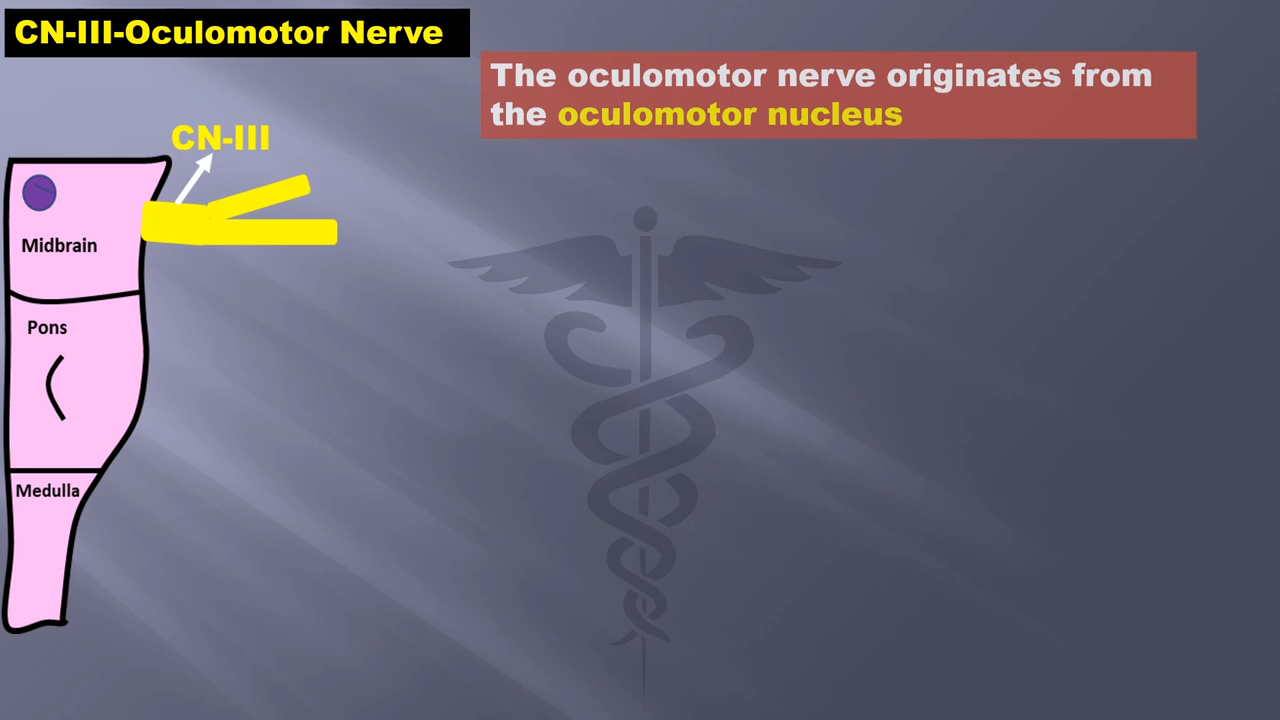 CN-III-Oculomotor Nerve
The oculomotor nerve originates from
the oculomotor nucleus
CN-III
Midbrain
Pons
Medulla